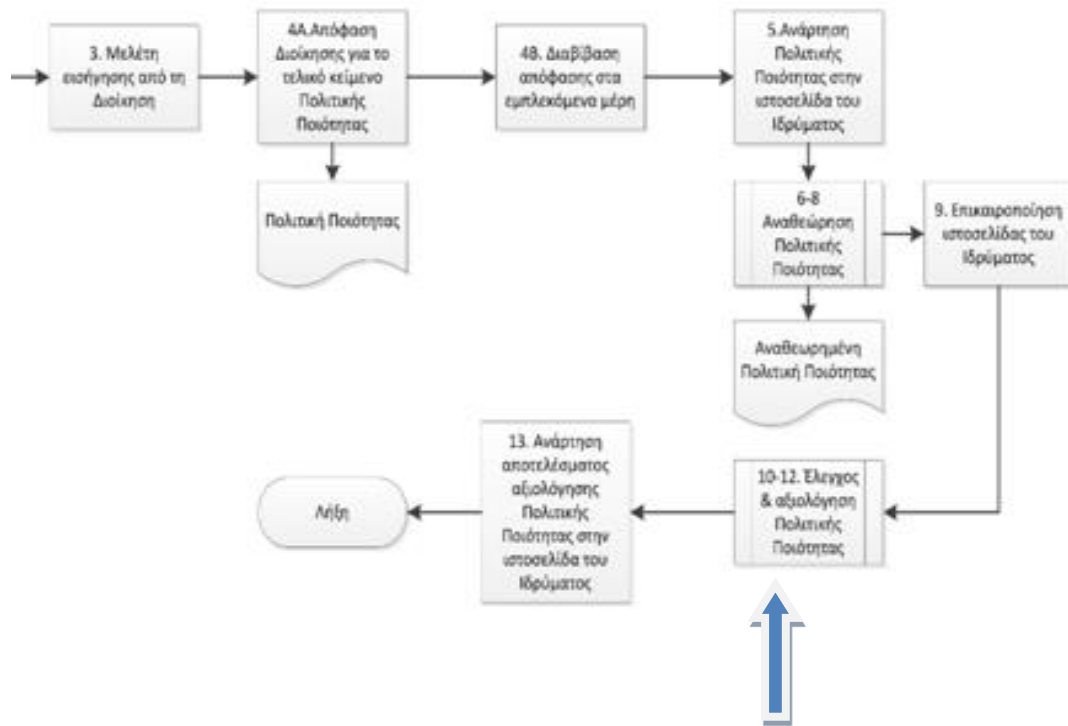 3. Μελέτη
εισήγησης από τη
Διοίκηση
4Α.Απόφαση
Διοίκησης για το
τελικό κείμενο
Πολιτικής
Ποιότητας
4Β. Διαβίβαση
απόφασης στα
εμπλεκόμενα μέρη
5.Ανάρτηση
Πολιτικής
Ποιότητας στην
ιστοσελίδα του
Ιδρύματος
Πολιτική Ποιότητας
6-8
Αναθεώρηση
Πολιτικής
Ποιότητας
9. Επικαιροποίηση
ιστοσελίδας του
Ιδρύματος
Αναθεωρημένη
Πολιτική Ποιότητας
10-12. Έλεγχος
& αξιολόγηση
Πολιτικής
Ποιότητας
13. Ανάρτηση
αποτελέσματος
αξιολόγησης
Πολιτικής
Ποιότητας στην
ιστοσελίδα του
Ιδρύματος
Λήξη